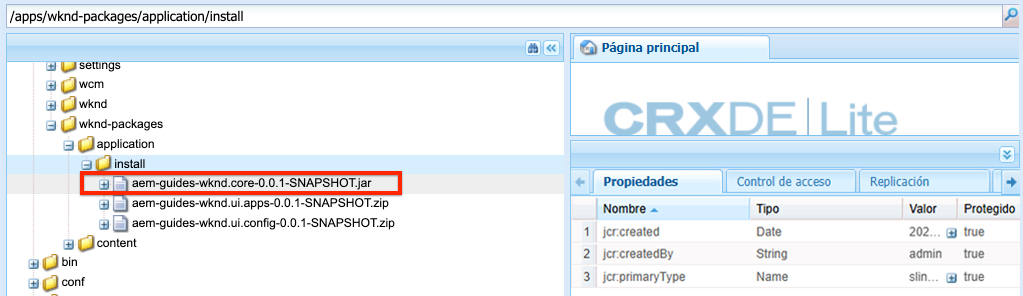 /apps/wknd-packages/application/install
settings
wcm
wknd
wknd-packages
application
install
aem-guides-wknd.core-0.0.1-SNAPSHOT.jar
aem-guides-wknd.ui.apps-0.0.1-SNAPSHOT.zip
aem-guides-wknd.ui.config-0.0.1-SNAPSHOT.zip
content
bin
conf
Página principal
CRXDE Lite
Propiedades Control de acceso Replicación
Nombre Tipo Valor Protegido
1 jcr:created Date 202... true
2 jcr:createdBy String admin true
3 jcr:primaryType Name slin... true